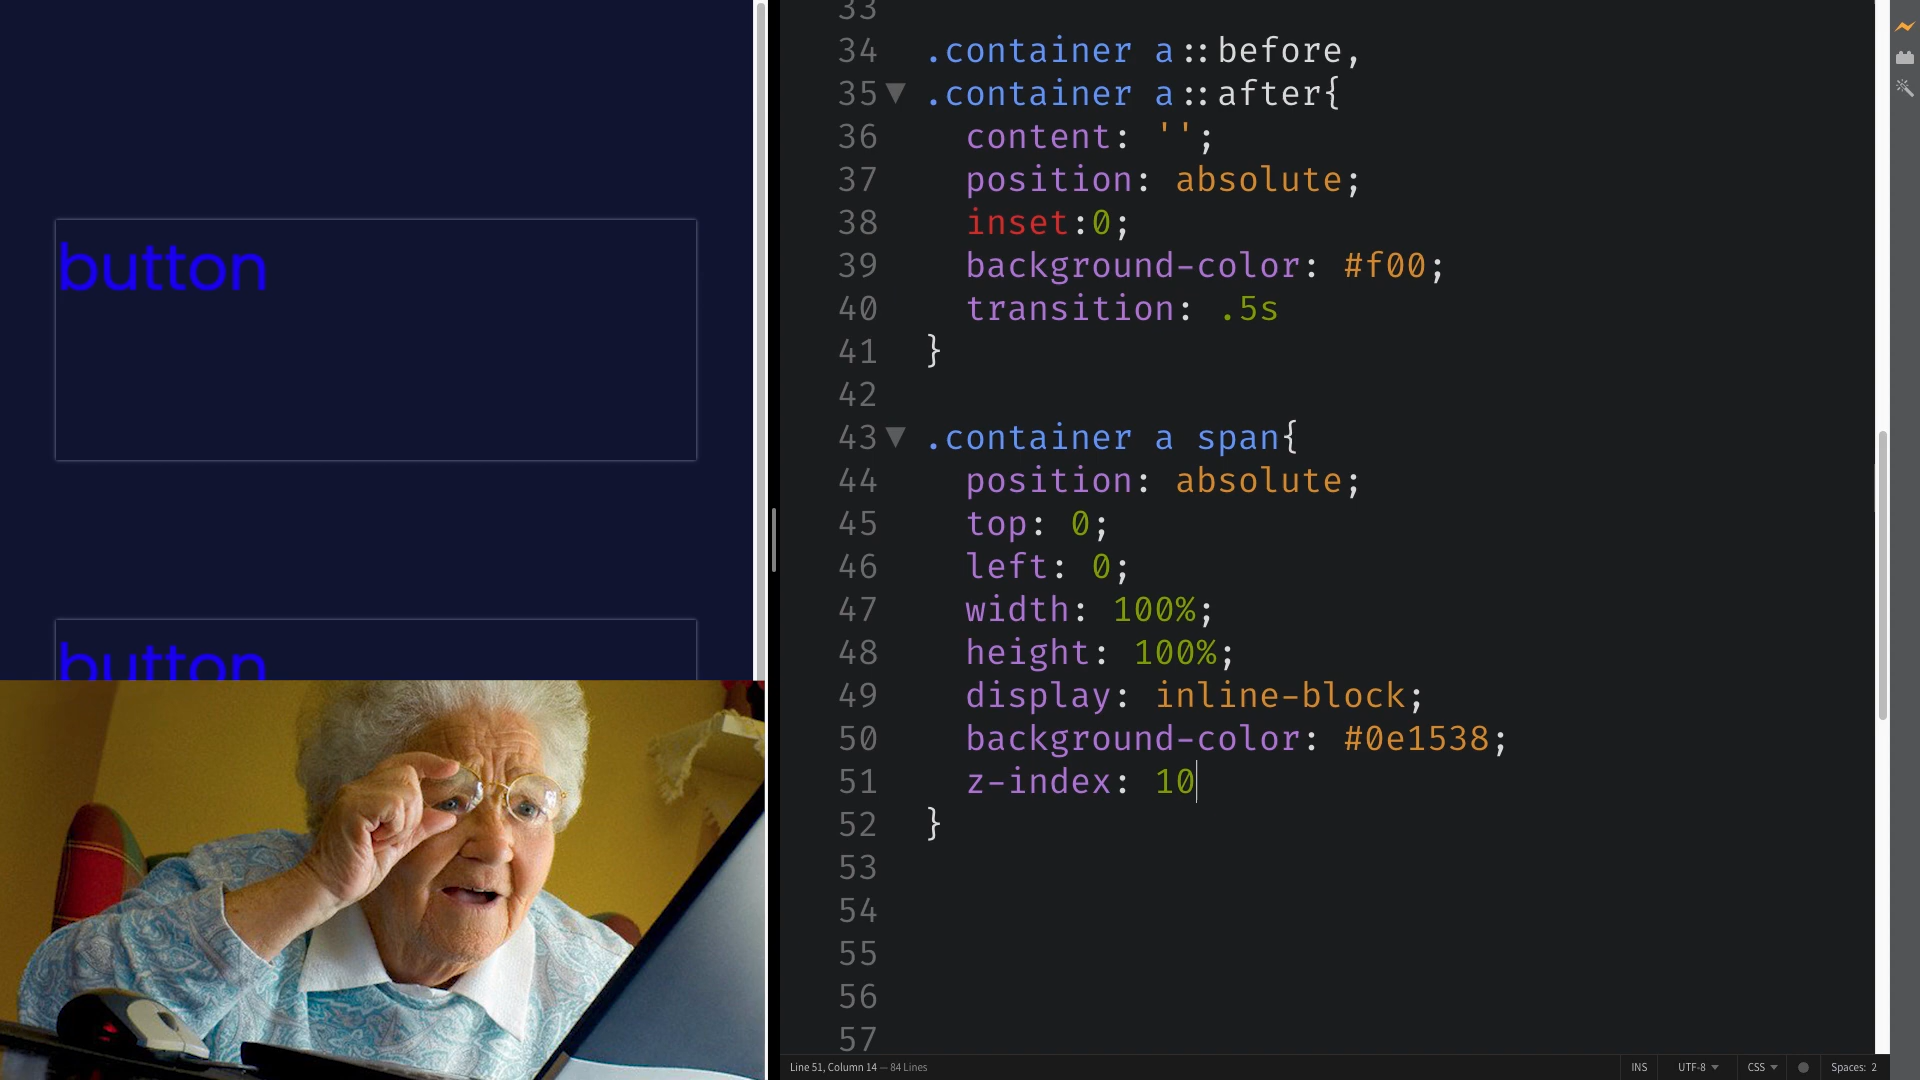 button
button
33
34 .container a::before,
35 .container a::after{
36 content: '';
37 position: absolute;
38 inset:0;
39 background-color: #f00;
40 transition: .5s
41 }
42
43 .container a span{
44 position: absolute;
45 top: 0;
46 left: 0;
47 width: 100%;
48 height: 100%;
49 display: inline-block;
50 background-color: #0e1538;
51 z-index: 10
52 }
53
54
55
56
57
Line 51, Column 14 — 84 Lines
INS UTF-8 CSS Spaces: 2